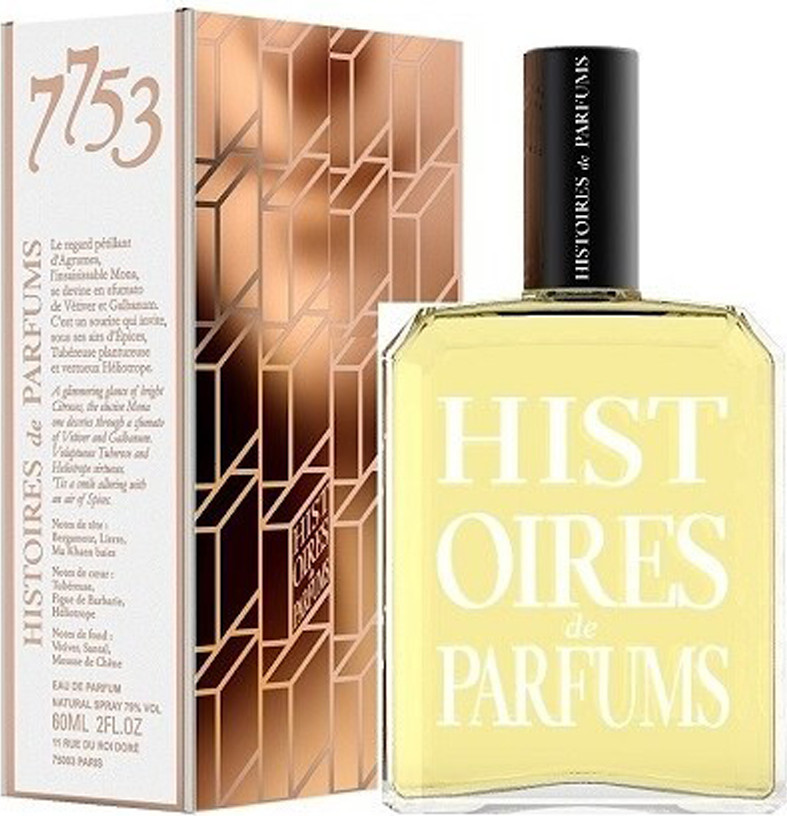 7753
HISTOIRES de PARFUMS
Le regard pétillant
d'Agrumes,
l'insaisissable Mona,
se devine en sfumato
de Vétiver et Galbanum.
C'est un sourire qui invite,
sous ses airs d'Épices,
Tubéreuse plantureuse
et vertueux Héliotrope.
A glimmering glance of bright
Citruses, the elusive Mona
one descries through a sfumato
of Vetiver and Galbanum.
Voluptuous Tuberose and
Heliotrope virtuous.
'Tis a smile alluring with
an air of Spices.
Notes de tête :
Bergamote, Lierre,
Ma Khaen baies
Notes de cœur :
Tubéreuse,
Figue de Barbarie,
Héliotrope
Notes de fond :
Vétiver, Santal,
Mousse de Chêne
EAU DE PARFUM
NATURAL SPRAY 79% VOL
60ML 2FL.OZ
11 RUE DU ROI DORÉ
75003 PARIS
HIST
OIRES
de
PARFUMS
HISTOIRES de PARFUMS
HIST
OIRES
de
PARFUMS